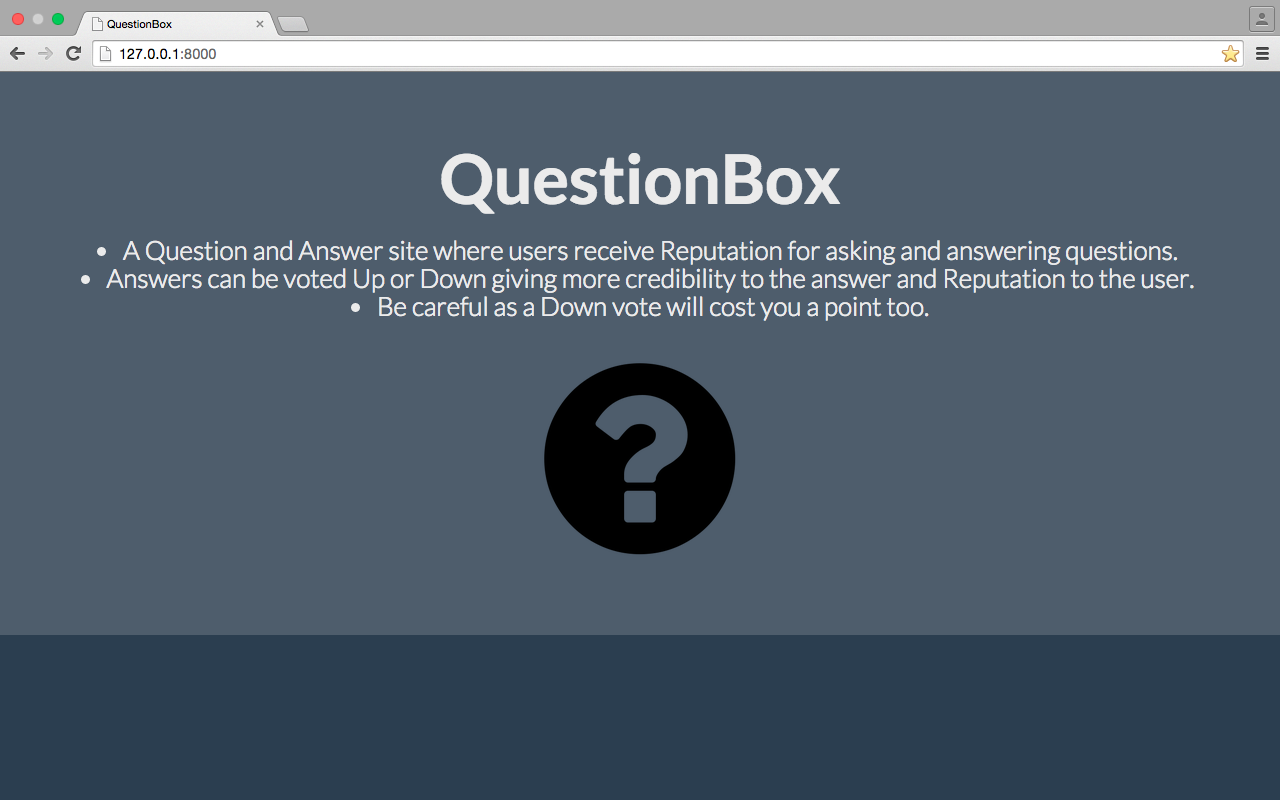 QuestionBox
127.0.0.1:8000
QuestionBox
• A Question and Answer site where users receive Reputation for asking and answering questions.
• Answers can be voted Up or Down giving more credibility to the answer and Reputation to the user.
• Be careful as a Down vote will cost you a point too.
?